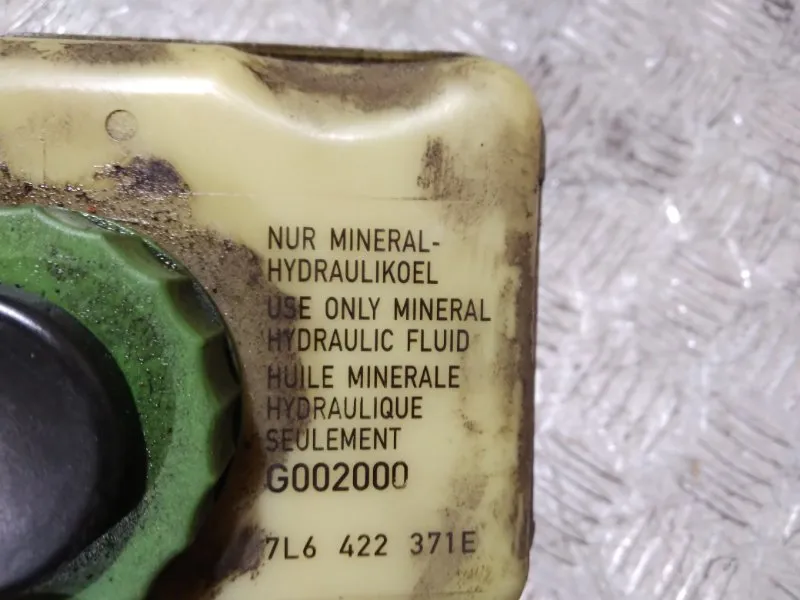 NUR MINERAL-
HYDRAULIKOEL
USE ONLY MINERAL
HYDRAULIC FLUID
HUILE MINERALE
HYDRAULIQUE
SEULEMENT
G002000
7L6 422 371E